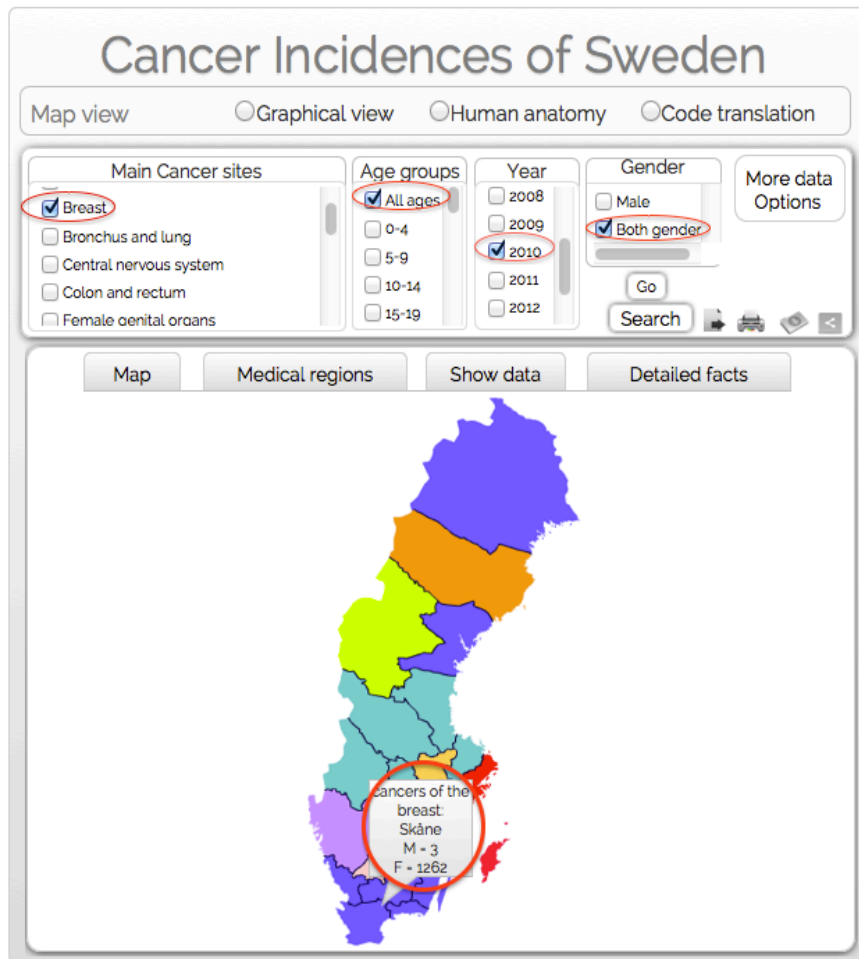 Cancer Incidences of Sweden
Map view Graphical view Human anatomy Code translation
Main Cancer sites
Breast
Bronchus and lung
Central nervous system
Colon and rectum
Female genital organs
Age groups
All ages
0-4
5-9
10-14
15-19
Year
2008
2009
2010
2011
2012
Gender
Male
Both gender
Go
Search
More data
Options
Map Medical regions Show data Detailed facts
cancers of the
breast:
Skåne
M = 3
F = 1262